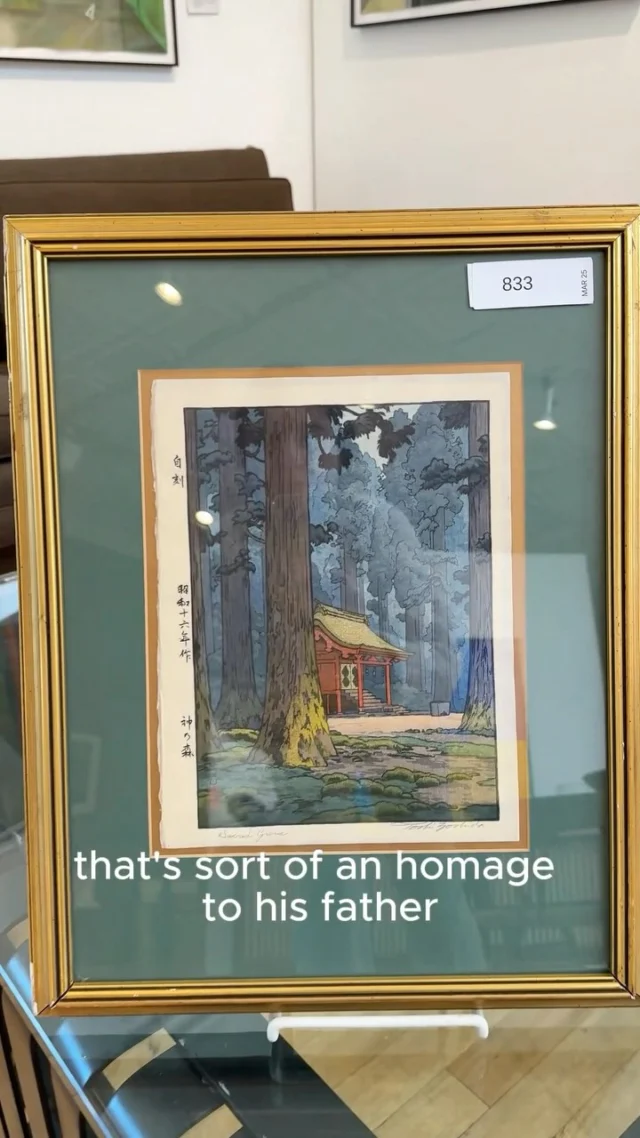 833
MAR 25
自刻
昭和十六年作
神の森
that's sort of an homage
to his father